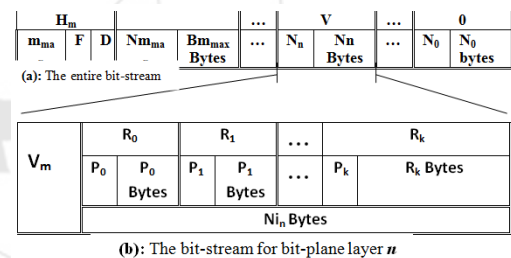 Hm ... V ... 0
mma F D Nmma Bmmax ... Nn Nn ... N0 N0
Bytes Bytes bytes
(a): The entire bit-stream
R0 R1 ... Rk
Vm P0 P0 P1 P1 ... Pk Rk Bytes
Bytes Bytes
Nin Bytes
(b): The bit-stream for bit-plane layer n